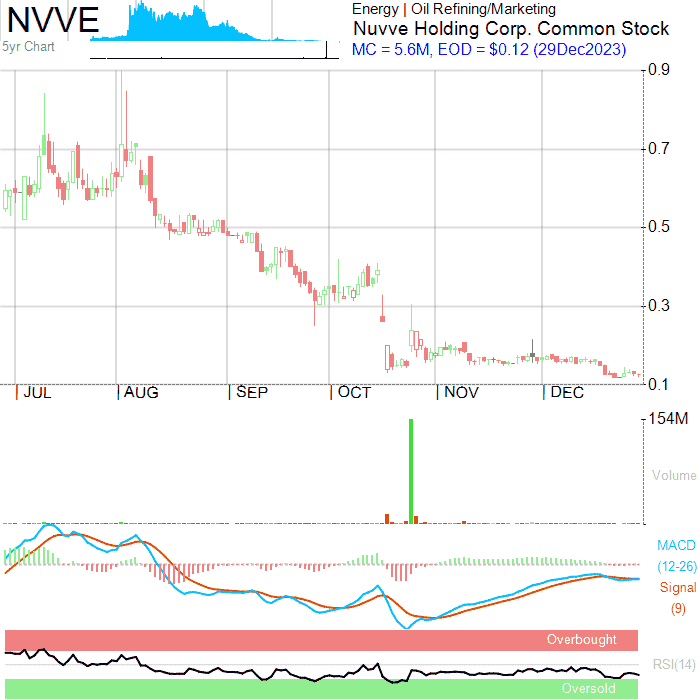 NVVE
5yr Chart
Energy | Oil Refining/Marketing
Nuvve Holding Corp. Common Stock
MC = 5.6M, EOD = $0.12 (29Dec2023)
0.9
0.7
0.5
0.3
0.1
JUL AUG SEP OCT NOV DEC
154M
Volume
MACD
(12-26)
Signal
(9)
Overbought
RSI(14)
Oversold